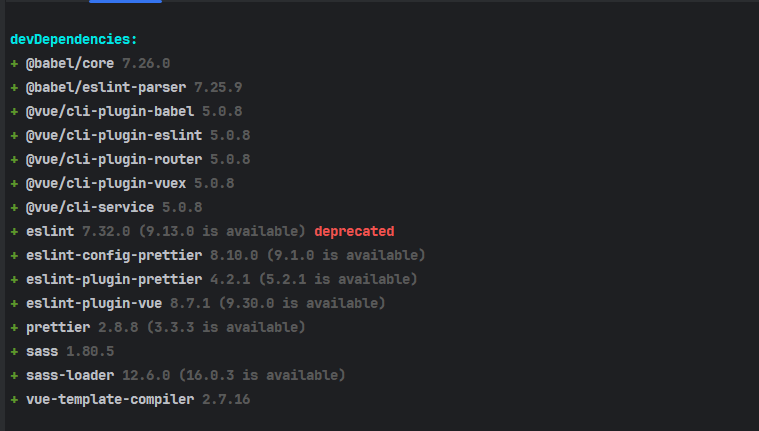 devDependencies:
+ @babel/core 7.26.0
+ @babel/eslint-parser 7.25.9
+ @vue/cli-plugin-babel 5.0.8
+ @vue/cli-plugin-eslint 5.0.8
+ @vue/cli-plugin-router 5.0.8
+ @vue/cli-plugin-vuex 5.0.8
+ @vue/cli-service 5.0.8
+ eslint 7.32.0 (9.13.0 is available) deprecated
+ eslint-config-prettier 8.10.0 (9.1.0 is available)
+ eslint-plugin-prettier 4.2.1 (5.2.1 is available)
+ eslint-plugin-vue 8.7.1 (9.30.0 is available)
+ prettier 2.8.8 (3.3.3 is available)
+ sass 1.80.5
+ sass-loader 12.6.0 (16.0.3 is available)
+ vue-template-compiler 2.7.16